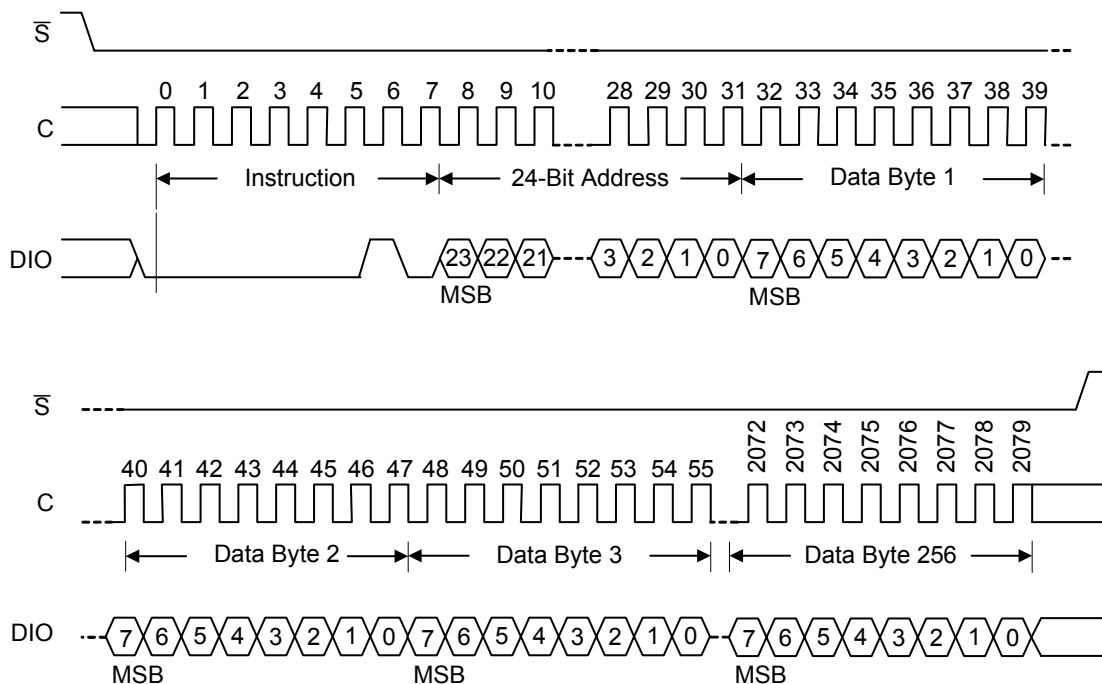 S
0 1 2 3 4 5 6 7 8 9 10 28 29 30 31 32 33 34 35 36 37 38 39
C
Instruction 24-Bit Address Data Byte 1
DIO 23 22 21 3 2 1 0 7 6 5 4 3 2 1 0
MSB MSB
S
40 41 42 43 44 45 46 47 48 49 50 51 52 53 54 55 2072 2073 2074 2075 2076 2077 2078 2079
C
Data Byte 2 Data Byte 3 Data Byte 256
DIO 7 6 5 4 3 2 1 0 7 6 5 4 3 2 1 0 7 6 5 4 3 2 1 0
MSB MSB MSB